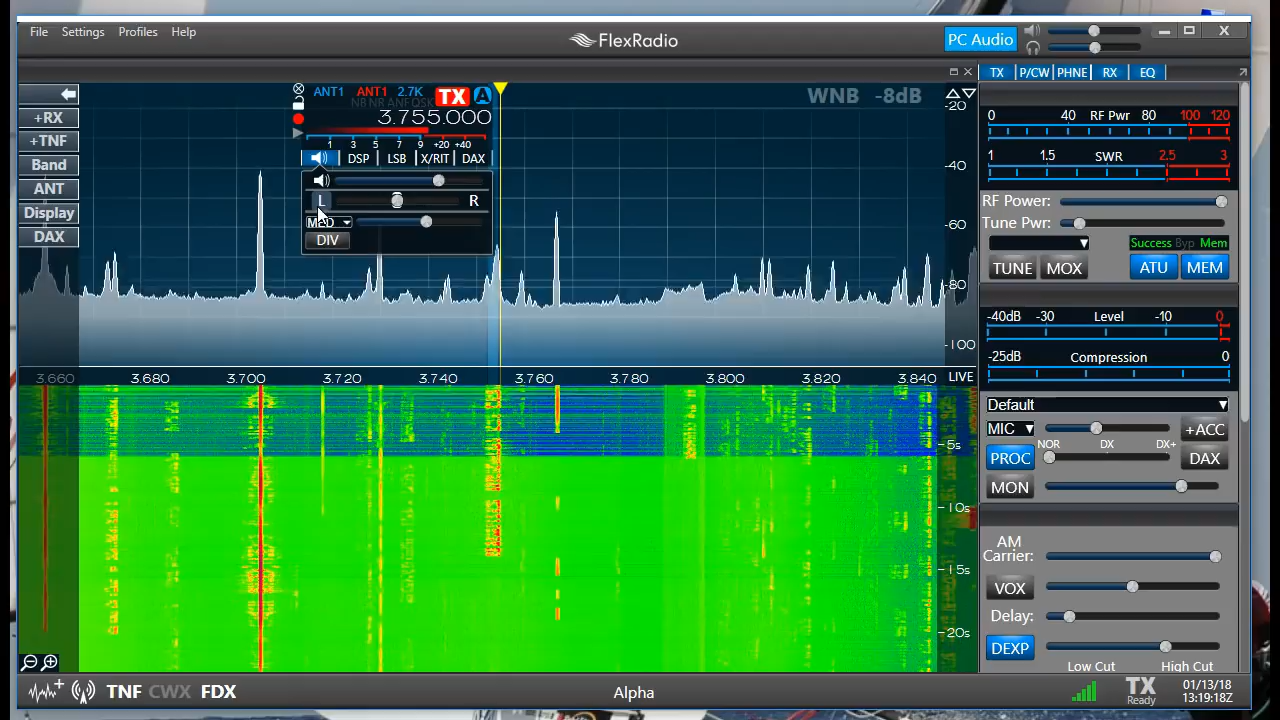 File Settings Profiles Help
FlexRadio
PC Audio
TX P/CW PHNE RX EQ
+RX
+TNF
Band
ANT
Display
DAX
ANT1 ANT1 2.7K TX A
NB NR ANF QSK
3.755.000
1 3 5 7 9 +20 +40
DSP LSB X/RIT DAX
L R
MED
DIV
WNB -8dB
-20
-40
-60
-80
-100
3.660 3.680 3.700 3.720 3.740 3.760 3.780 3.800 3.820 3.840 LIVE
-5s
-10s
-15s
-20s
0 40 RF Pwr 80 100 120
1 1.5 SWR 2.5 3
RF Power:
Tune Pwr:
Success Byp Mem
TUNE MOX ATU MEM
-40dB -30 Level -10 0
-25dB Compression 0
Default
MIC +ACC
NOR DX DX+
PROC DAX
MON
AM
Carrier:
VOX
Delay:
DEXP
Low Cut High Cut
TNF CWX FDX
Alpha
TX
Ready
01/13/18
13:19:18Z